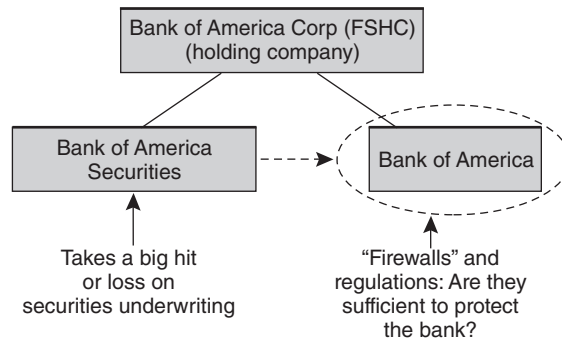 Bank of America Corp (FSHC)
(holding company)
Bank of America
Securities
Bank of America
Takes a big hit
or loss on
securities underwriting
“Firewalls” and
regulations: Are they
sufficient to protect
the bank?